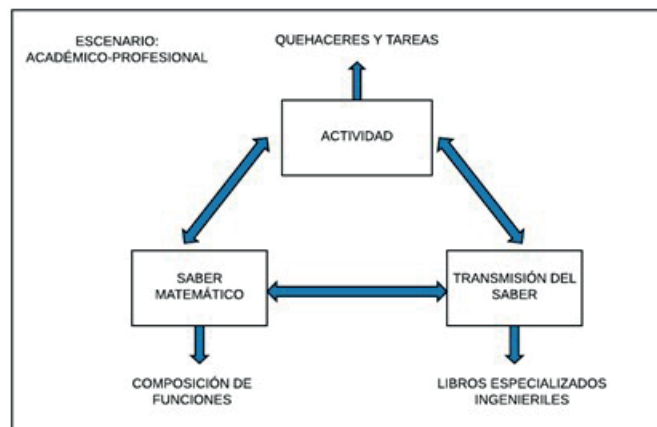 ESCENARIO:
ACADÉMICO-PROFESIONAL
QUEHACERES Y TAREAS
ACTIVIDAD
SABER
MATEMÁTICO
TRANSMISIÓN DEL
SABER
COMPOSICIÓN DE
FUNCIONES
LIBROS ESPECIALIZADOS
INGENIERILES